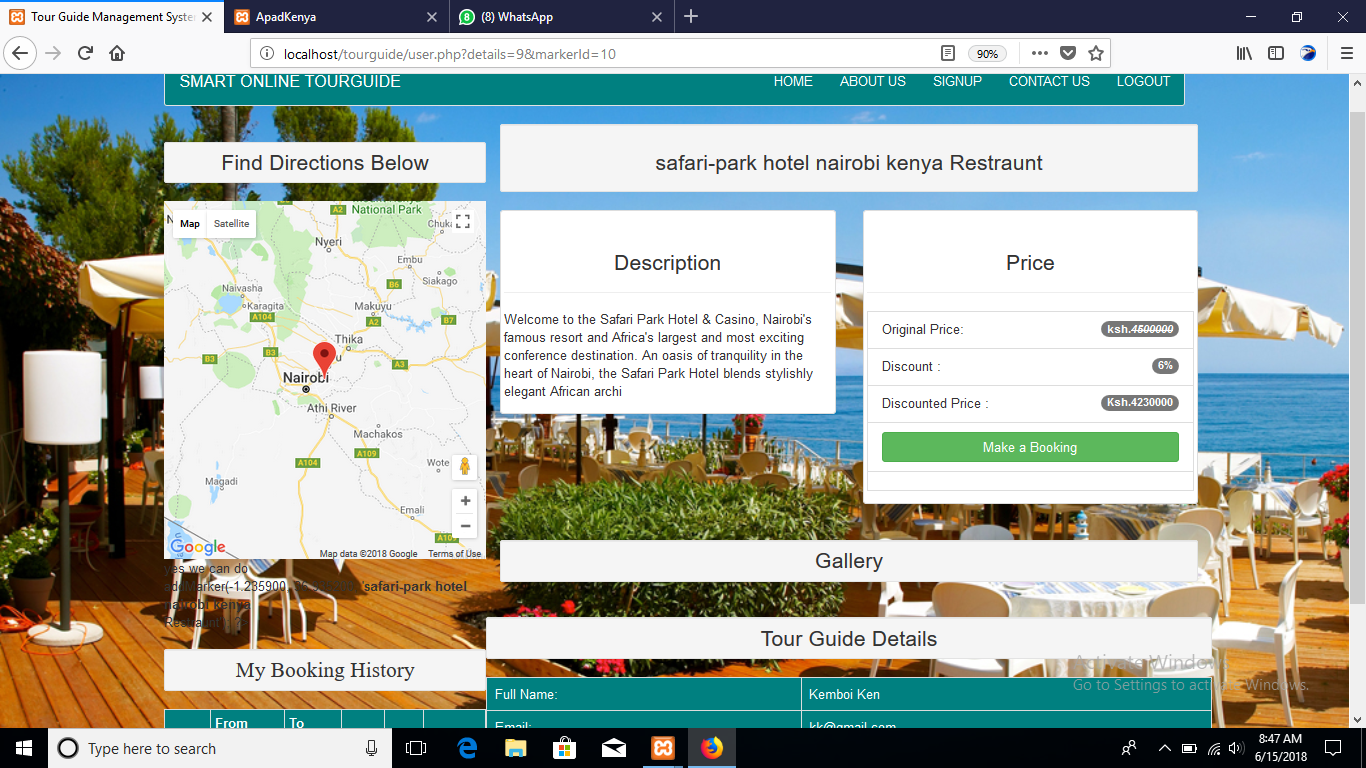 Tour Guide Management Syste
ApadKenya
(8) WhatsApp
localhost/tourguide/user.php?details=9&markerId=10
90%
SMART ONLINE TOURGUIDE
HOME
ABOUT US
SIGNUP
CONTACT US
LOGOUT
Find Directions Below
Map
Satellite
National Park
A2
Chuka
Nyeri
Embu
B6
Siakago
Naivasha
Karagita
Makuyu
A104
A2
B7
Thika
B3
B3
A3
Nairobi
Athi River
Machakos
A104
A109
Wote
Magadi
Emali
Google
Map data ©2018 Google
Terms of Use
yes we can do
addMarker(-1.235900,
'safari-park hotel
nairobi kenya
Restraunt
My Booking History
From
To
safari-park hotel nairobi kenya Restraunt
Description
Welcome to the Safari Park Hotel & Casino, Nairobi's
famous resort and Africa's largest and most exciting
conference destination. An oasis of tranquility in the
heart of Nairobi, the Safari Park Hotel blends stylishly
elegant African archi
Price
Original Price:
ksh.4500000
Discount :
6%
Discounted Price :
Ksh.4230000
Make a Booking
Gallery
Tour Guide Details
Full Name:
Kemboi Ken
Email:
kk@gmail.com
Activate Windows
Go to Settings to activate Windows.
Type here to search
8:47 AM
6/15/2018